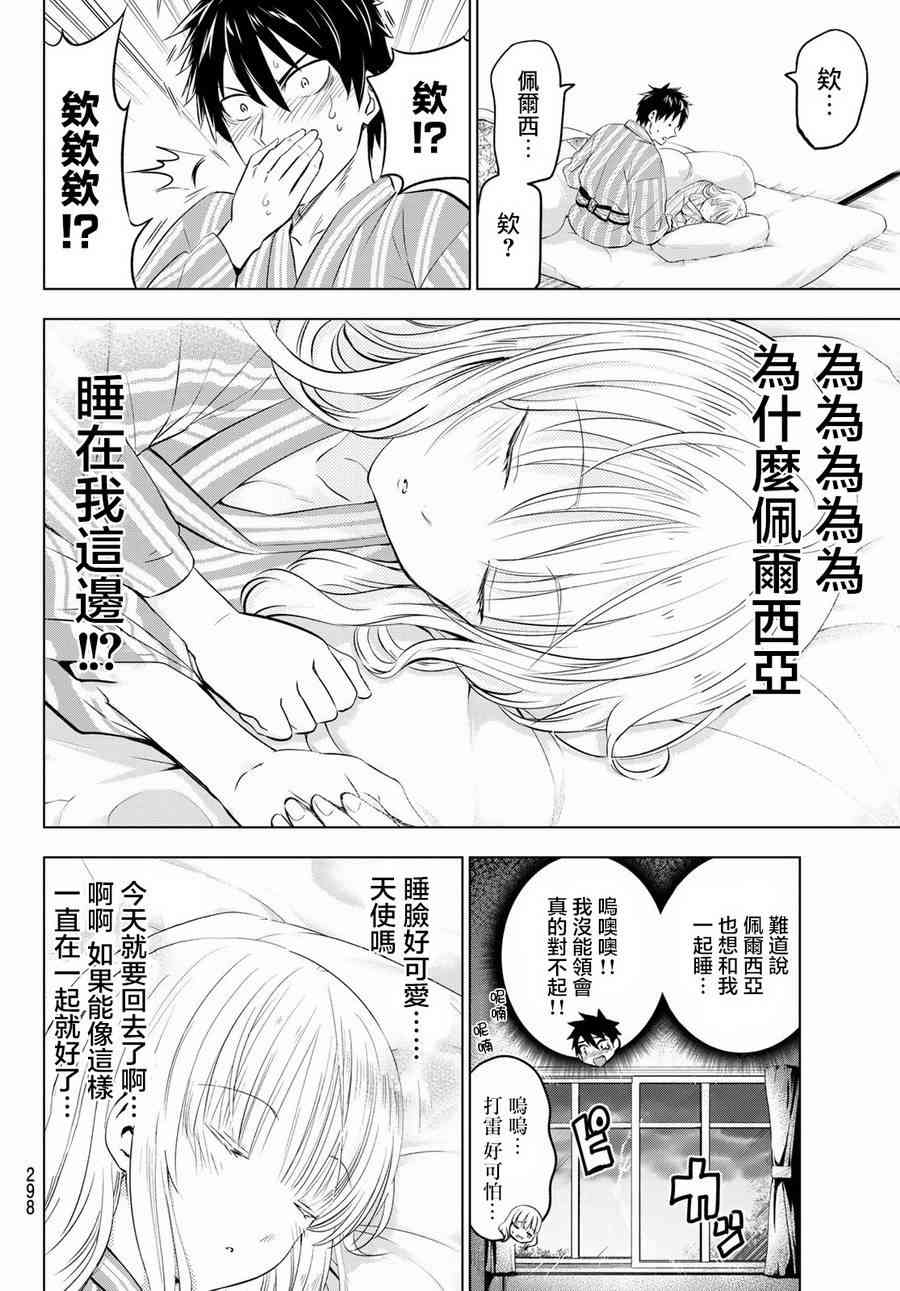 欸…
佩爾西…
欸?
欸!?
欸欸欸!?
為為為為為
為什麼佩爾西亞
睡在我這邊!!?
難道說
佩爾西亞
也想和我
一起睡…
嗚噢噢!!
我沒能領會
真的對不起!!
ピカッ
呢喃
呢喃
嗚嗚…
打雷 好可怕…
睡臉好可愛……
天使嗎
今天就要回去了啊…
啊啊 如果能像這樣
一直在一起就好了…
298